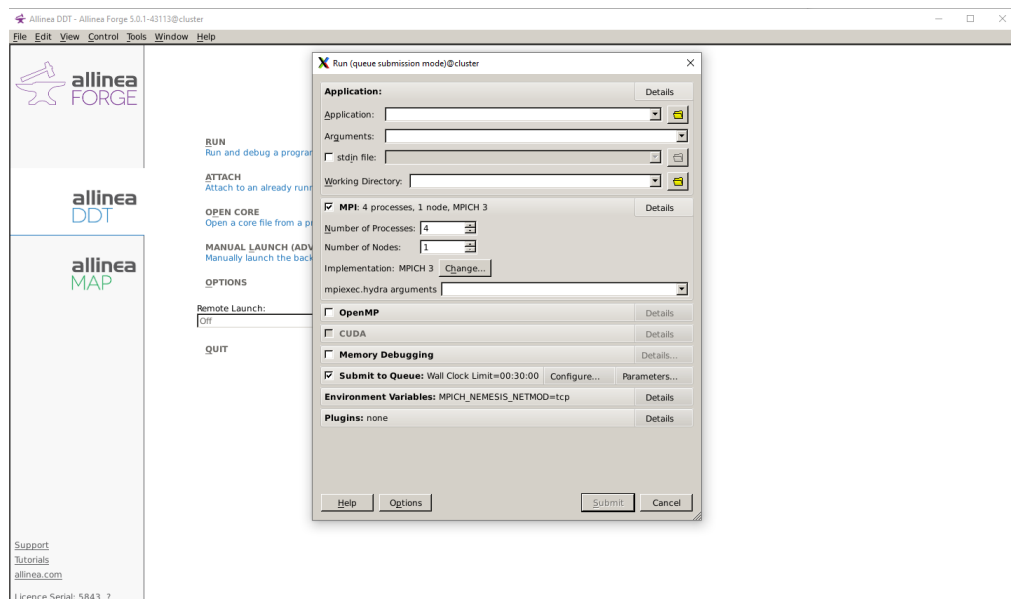 Allinea DDT - Allinea Forge 5.0.1-43113@cluster
File Edit View Control Tools Window Help
allinea
FORGE
allinea
DDT
allinea
MAP
Support
Tutorials
allinea.com
Licence Serial: 5843 ?
RUN
Run and debug a program
ATTACH
Attach to an already runn
OPEN CORE
Open a core file from a p
MANUAL LAUNCH (ADV
Manually launch the back
OPTIONS
Remote Launch:
Off
QUIT
Run (queue submission mode)@cluster
Application: Details
Application:
Arguments:
stdin file:
Working Directory:
MPI: 4 processes, 1 node, MPICH 3 Details
Number of Processes: 4
Number of Nodes: 1
Implementation: MPICH 3 Change...
mpiexec.hydra arguments
OpenMP Details
CUDA Details
Memory Debugging Details...
Submit to Queue: Wall Clock Limit=00:30:00 Configure... Parameters...
Environment Variables: MPICH_NEMESIS_NETMOD=tcp Details
Plugins: none Details
Help Options Submit Cancel